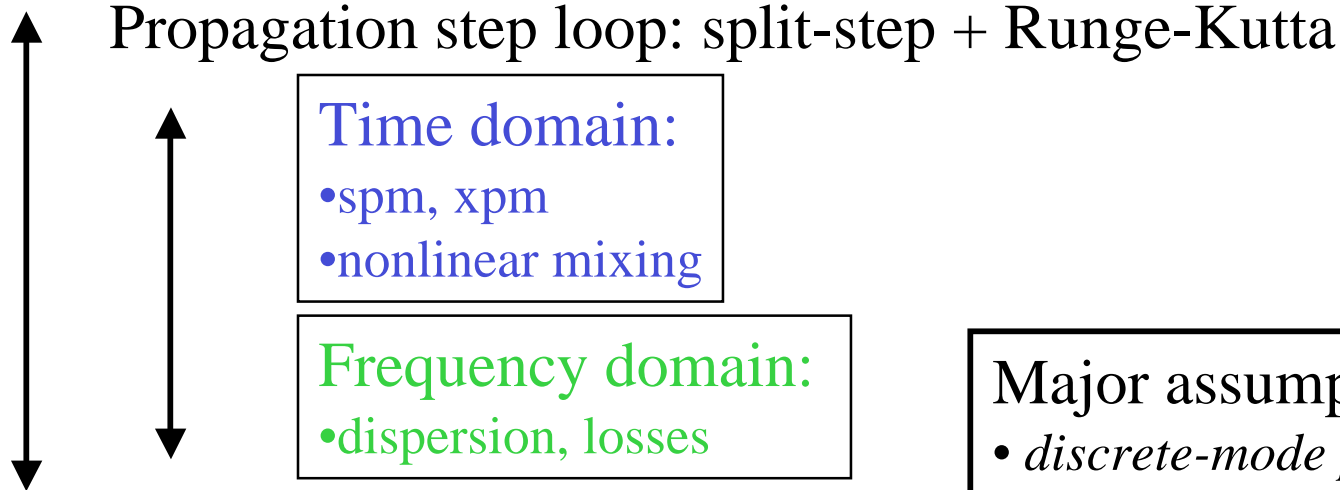 Propagation step loop: split-step + Runge-Kutta
Time domain:
•spm, xpm
•nonlinear mixing
Frequency domain:
•dispersion, losses
Major
• discrete-mode